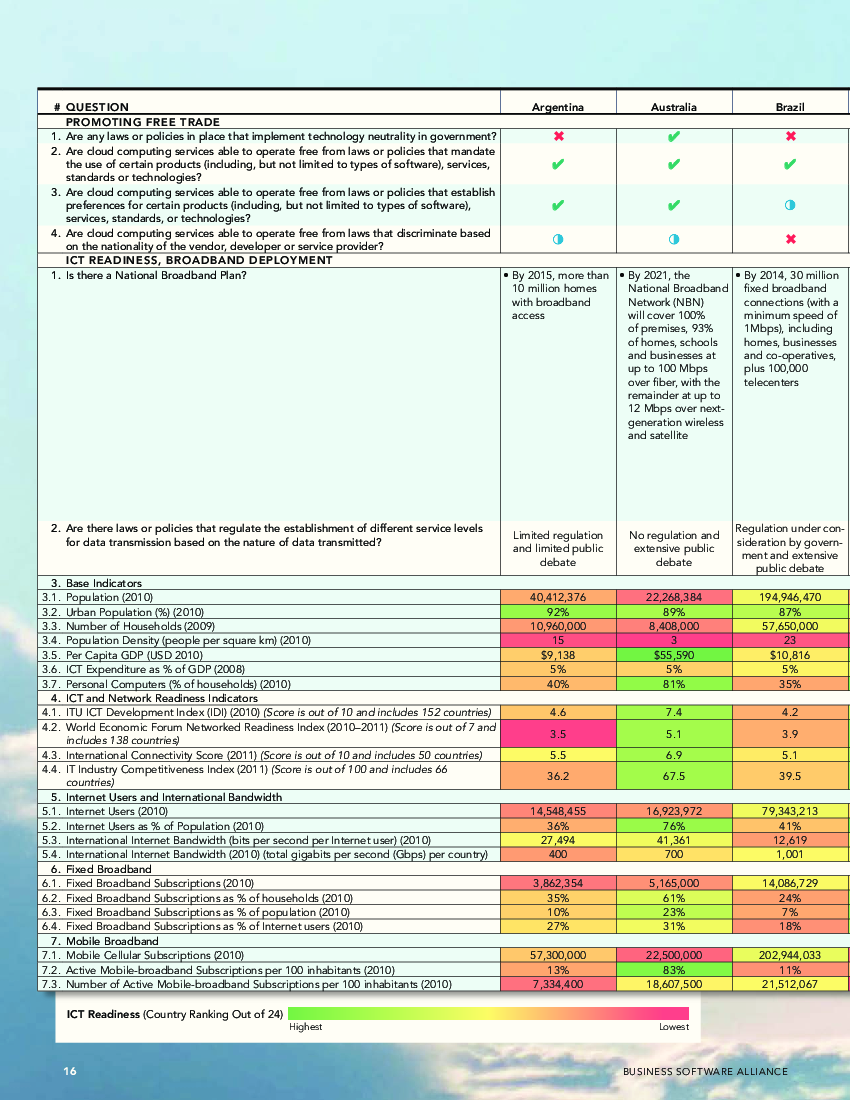 # QUESTION Argentina Australia Brazil
PROMOTING FREE TRADE
1. Are any laws or policies in place that implement technology neutrality in government? ✖ ✔ ✖
2. Are cloud computing services able to operate free from laws or policies that mandate
the use of certain products (including, but not limited to types of software), services,
standards or technologies?
✔ ✔ ✔
3. Are cloud computing services able to operate free from laws or policies that establish
preferences for certain products (including, but not limited to types of software),
services, standards, or technologies?
✔ ✔ ◑
4. Are cloud computing services able to operate free from laws that discriminate based
on the nationality of the vendor, developer or service provider?
◑ ◑ ✖
ICT READINESS, BROADBAND DEPLOYMENT
1. Is there a National Broadband Plan?
• By 2015, more than
10 million homes
with broadband
access
• By 2021, the
National Broadband
Network (NBN)
will cover 100%
of premises, 93%
of homes, schools
and businesses at
up to 100 Mbps
over fiber, with the
remainder at up to
12 Mbps over next-
generation wireless
and satellite
• By 2014, 30 million
fixed broadband
connections (with a
minimum speed of
1Mbps), including
homes, businesses
and co-operatives,
plus 100,000
telecenters
2. Are there laws or policies that regulate the establishment of different service levels
for data transmission based on the nature of data transmitted?
Limited regulation
and limited public
debate
No regulation and
extensive public
debate
Regulation under con-
sideration by govern-
ment and extensive
public debate
3. Base Indicators
3.1. Population (2010) 40,412,376 22,268,384 194,946,470
3.2. Urban Population (%) (2010) 92% 89% 87%
3.3. Number of Households (2009) 10,960,000 8,408,000 57,650,000
3.4. Population Density (people per square km) (2010) 15 3 23
3.5. Per Capita GDP (USD 2010) $9,138 $55,590 $10,816
3.6. ICT Expenditure as % of GDP (2008) 5% 5% 5%
3.7. Personal Computers (% of households) (2010) 40% 81% 35%
4. ICT and Network Readiness Indicators
4.1. ITU ICT Development Index (IDI) (2010) (Score is out of 10 and includes 152 countries) 4.6 7.4 4.2
4.2. World Economic Forum Networked Readiness Index (2010–2011) (Score is out of 7 and
includes 138 countries)
3.5 5.1 3.9
4.3. International Connectivity Score (2011) (Score is out of 10 and includes 50 countries) 5.5 6.9 5.1
4.4. IT Industry Competitiveness Index (2011) (Score is out of 100 and includes 66
countries)
36.2 67.5 39.5
5. Internet Users and International Bandwidth
5.1. Internet Users (2010) 14,548,455 16,923,972 79,343,213
5.2. Internet Users as % of Population (2010) 36% 76% 41%
5.3. International Internet Bandwidth (bits per second per Internet user) (2010) 27,494 41,361 12,619
5.4. International Internet Bandwidth (2010) (total gigabits per second (Gbps) per country) 400 700 1,001
6. Fixed Broadband
6.1. Fixed Broadband Subscriptions (2010) 3,862,354 5,165,000 14,086,729
6.2. Fixed Broadband Subscriptions as % of households (2010) 35% 61% 24%
6.3. Fixed Broadband Subscriptions as % of population (2010) 10% 23% 7%
6.4. Fixed Broadband Subscriptions as % of Internet users (2010) 27% 31% 18%
7. Mobile Broadband
7.1. Mobile Cellular Subscriptions (2010) 57,300,000 22,500,000 202,944,033
7.2. Active Mobile-broadband Subscriptions per 100 inhabitants (2010) 13% 83% 11%
7.3. Number of Active Mobile-broadband Subscriptions per 100 inhabitants (2010) 7,334,400 18,607,500 21,512,067
ICT Readiness (Country Ranking Out of 24)
Highest Lowest
16 BUSINESS SOFTWARE ALLIANCE